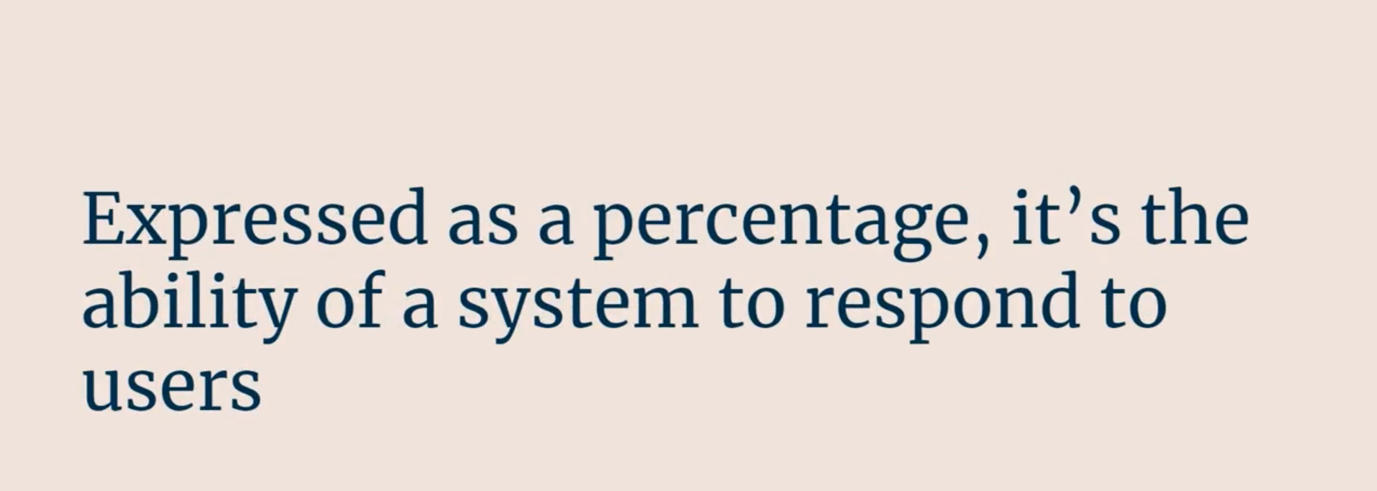 Expressed as a percentage, it’s the
ability of a system to respond to
users